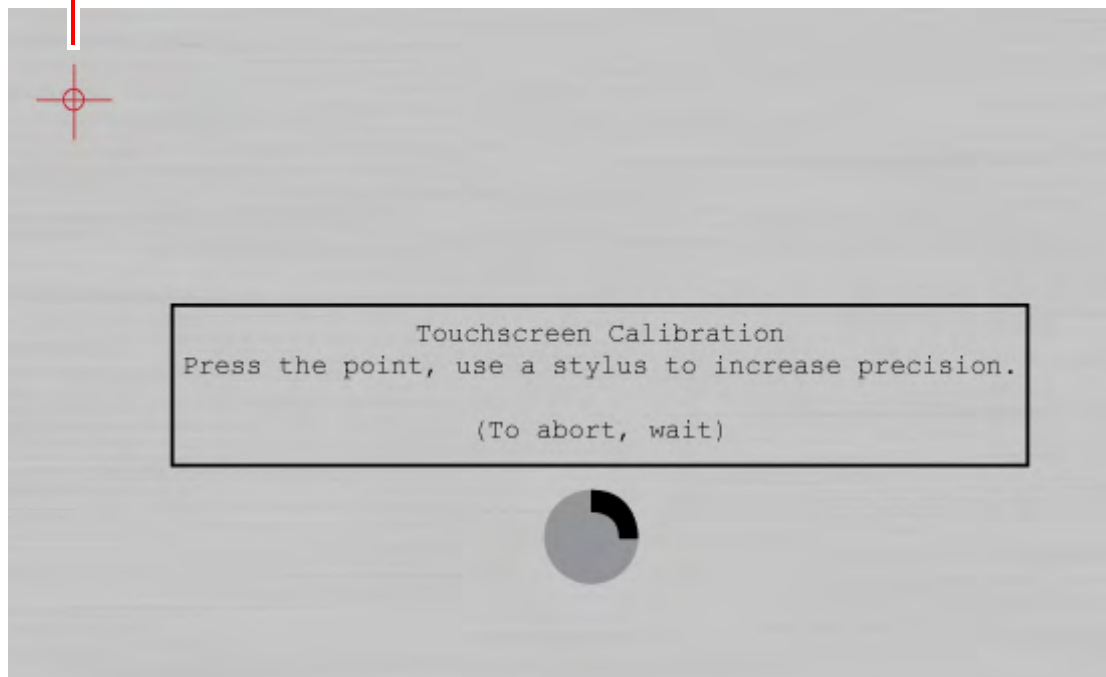 Touchscreen Calibration
Press the point, use a stylus to increase precision.
(To abort, wait)